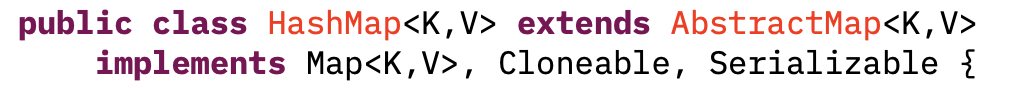 public class HashMap<K,V> extends AbstractMap<K,V>
implements Map<K,V>, Cloneable, Serializable {